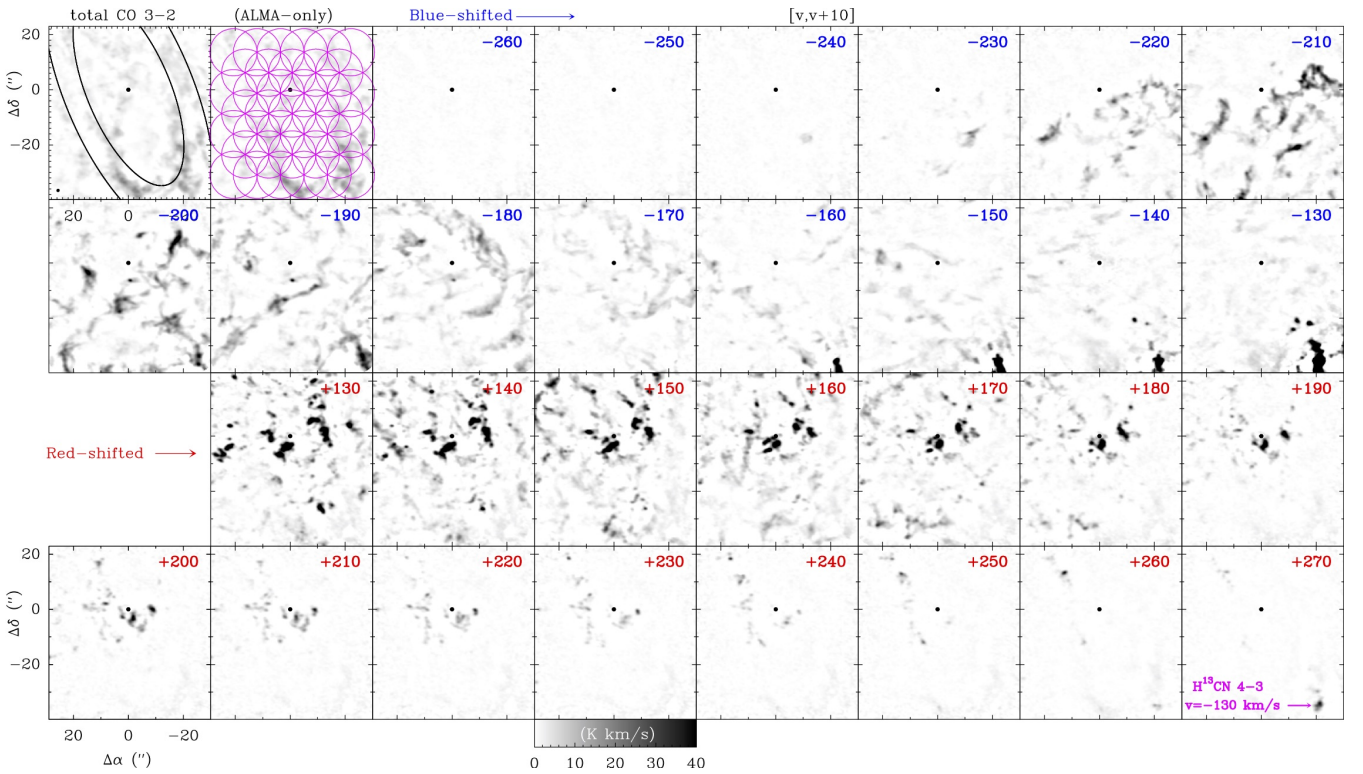 total CO 3-2 (ALMA-only) Blue-shifted ⟶ [v,v+10]
20 -260 -250 -240 -230 -220 -210
0
Δδ (″)
-20
20 0 -20
-200 -190 -180 -170 -160 -150 -140 -130
+130 +140 +150 +160 +170 +180 +190
Red-shifted ⟶
20 +200 +210 +220 +230 +240 +250 +260 +270
0
Δδ (″)
-20
H¹³CN 4-3
v=-130 km/s ⟶
20 0 -20
(K km/s)
Δα (″)
0 10 20 30 40